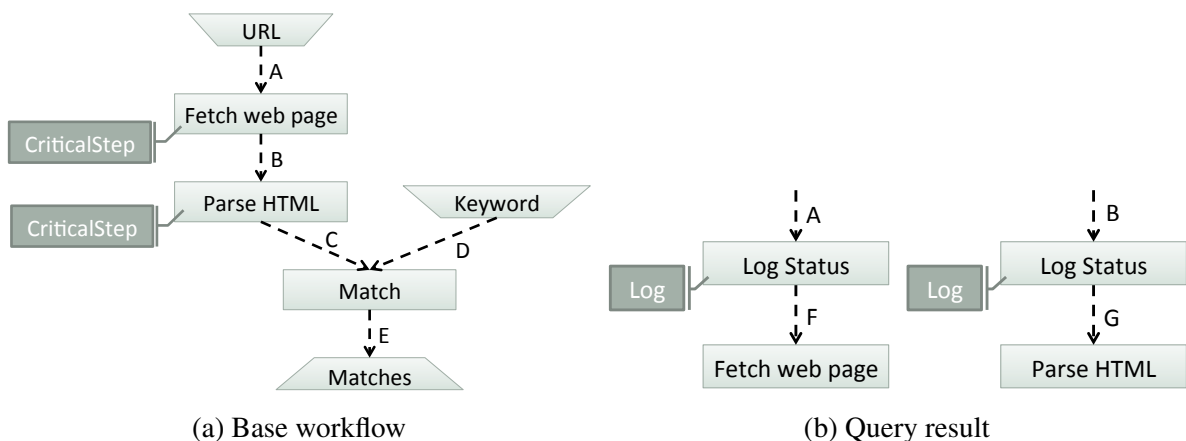 URL
A
Fetch web page
CriticalStep
B
Parse HTML
CriticalStep
Keyword
C
D
Match
E
Matches
(a) Base workflow
A
Log Status
Log
F
Fetch web page
B
Log Status
Log
G
Parse HTML
(b) Query result